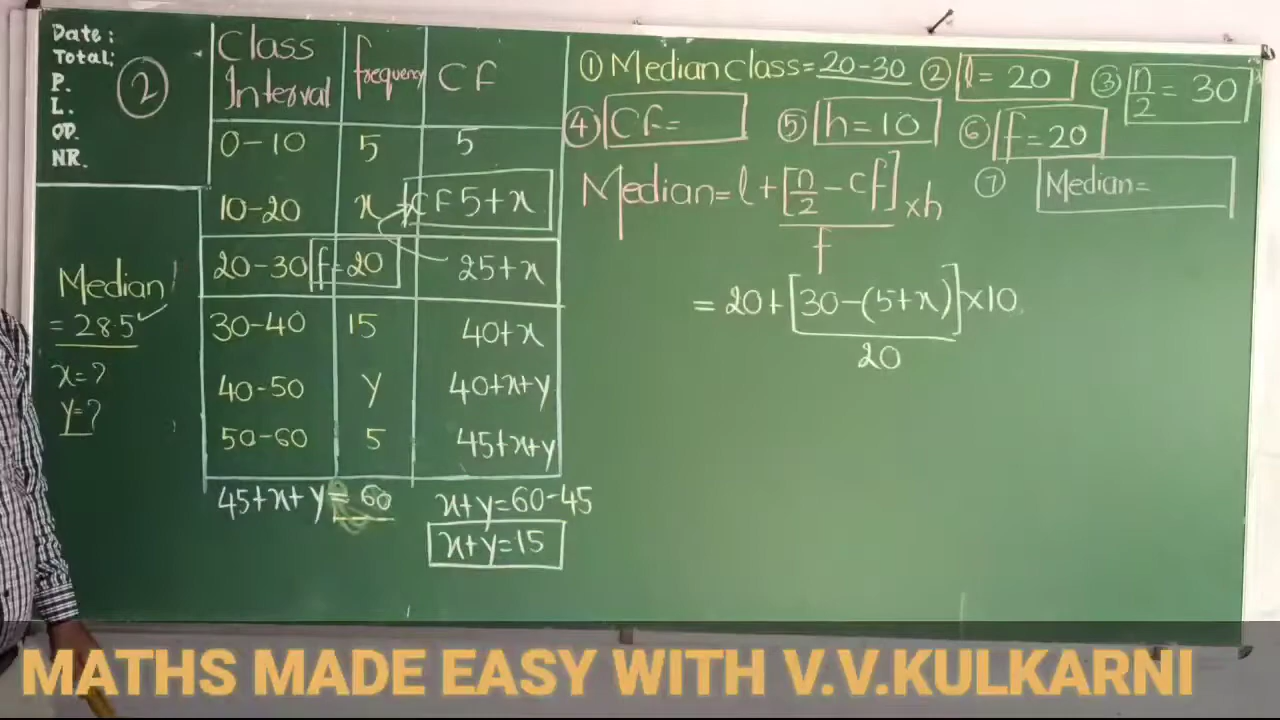 Date:
Total:
P.
L.
OP.
NR.
②
Class Interval | frequency | CF
0-10 | 5 | 5
10-20 | x | CF 5+x
20-30 | f=20 | 25+x
30-40 | 15 | 40+x
40-50 | y | 40+x+y
50-60 | 5 | 45+x+y
45+x+y=60
x+y=60-45
x+y=15
Median
=28.5✓
x=?
y=?
① Median class=20-30 ② l=20 ③ n/2=30
④ Cf= ⑤ h=10 ⑥ f=20
Median=l+[n/2-cf]/f×h ⑦ Median=
=20+[30-(5+x)]/20×10
MATHS MADE EASY WITH V.V.KULKARNI